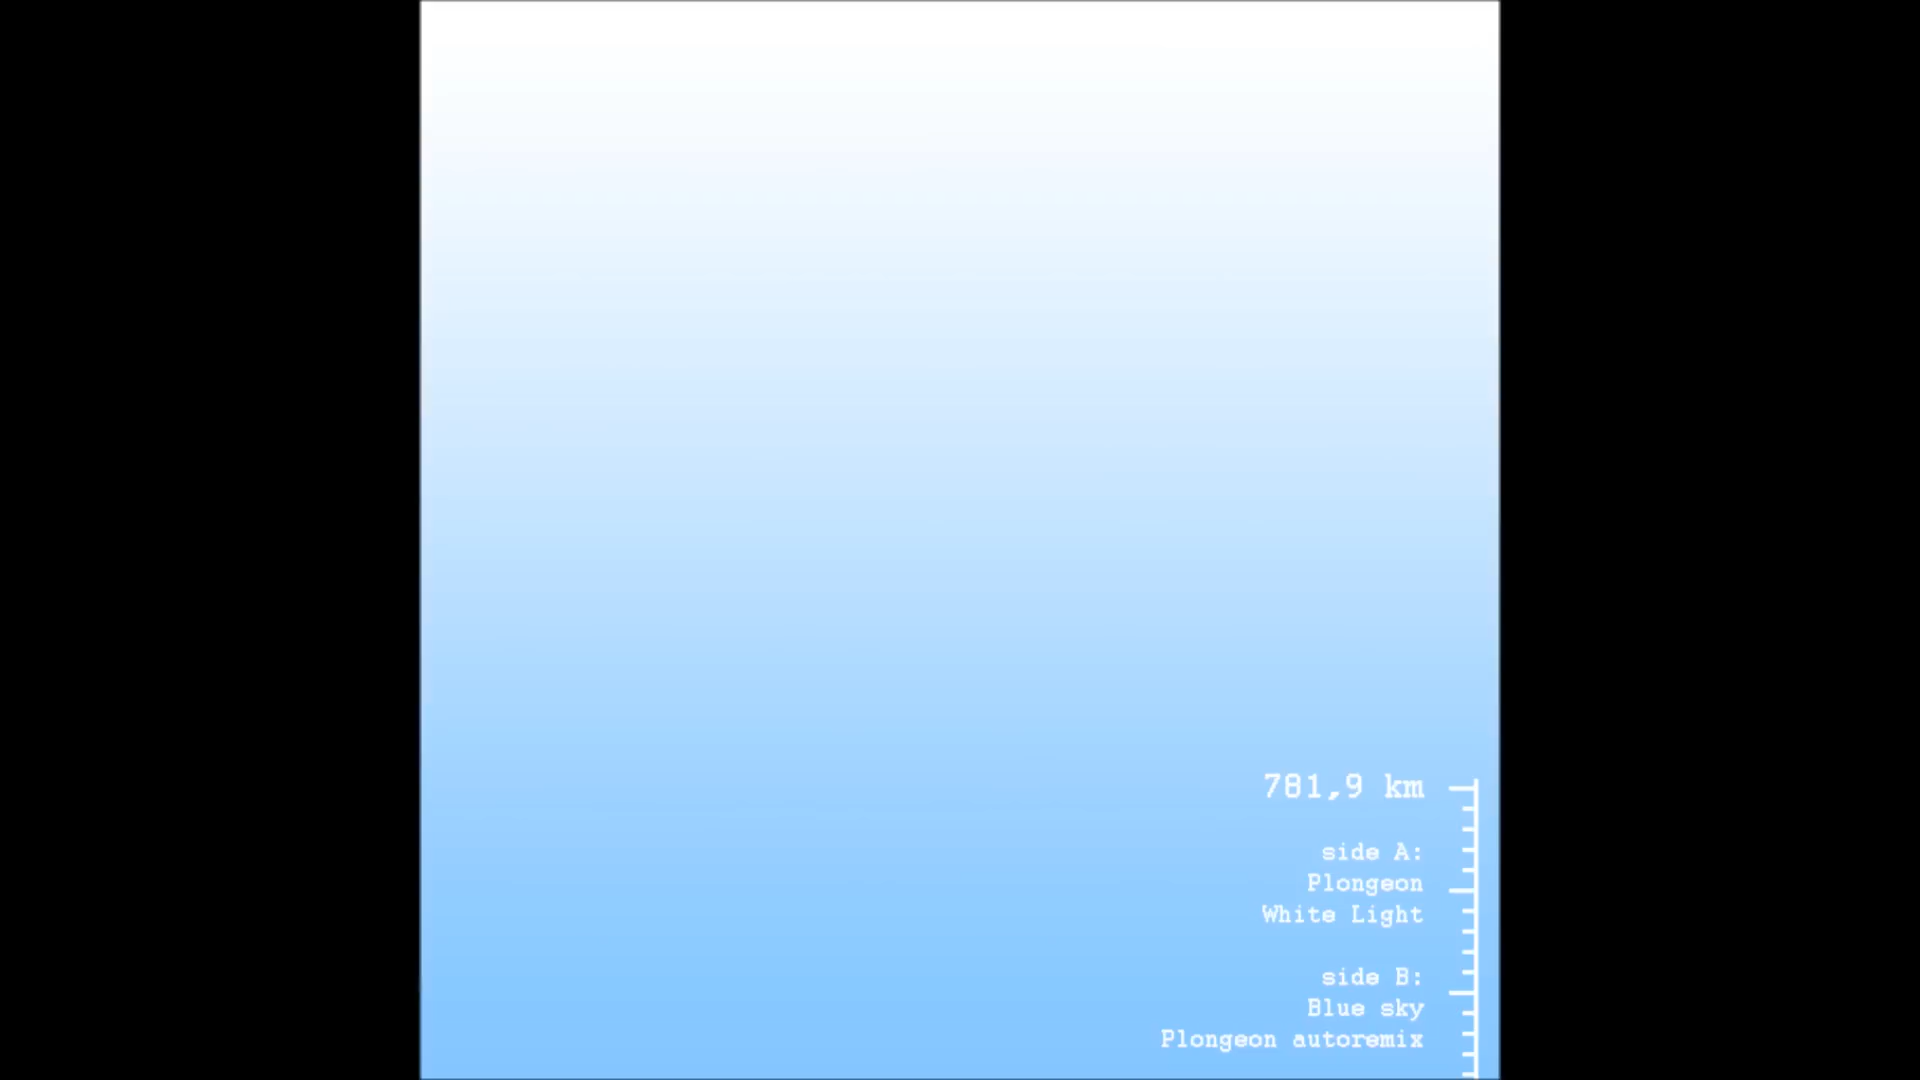 781,9 km
side A:
Plongeon
White Light
side B:
Blue sky
Plongeon autoremix